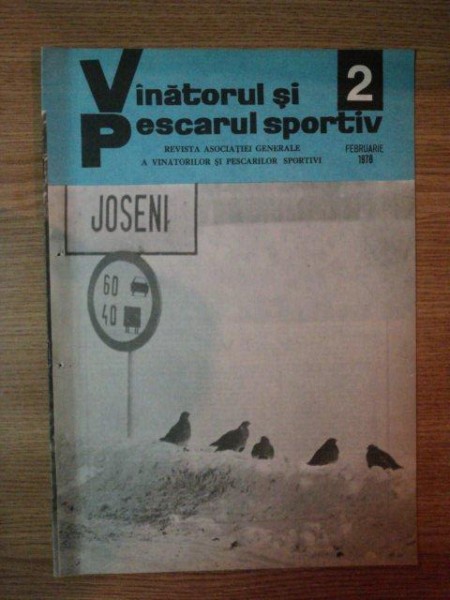 Vînătorul şi
Pescarul sportiv
2
REVISTA ASOCIAŢIEI GENERALE
A VINATORILOR ŞI PESCARILOR SPORTIVI
FEBRUARIE
1978
JOSENI
60
40